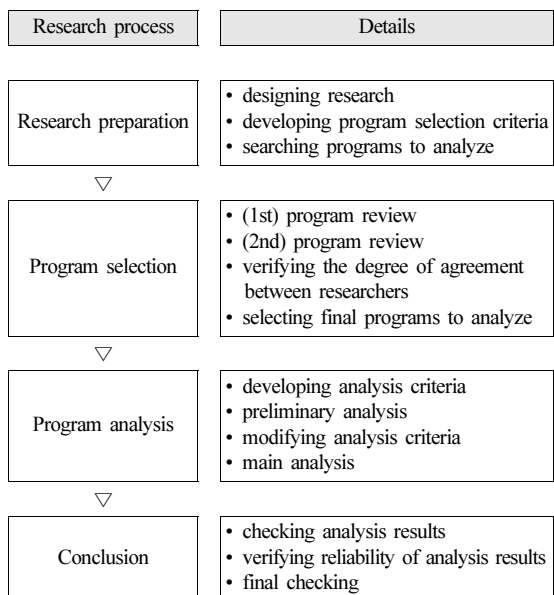 Research process
Details
Research preparation
• designing research
• developing program selection criteria
• searching programs to analyze
Program selection
• (1st) program review
• (2nd) program review
• verifying the degree of agreement
between researchers
• selecting final programs to analyze
Program analysis
• developing analysis criteria
• preliminary analysis
• modifying analysis criteria
• main analysis
Conclusion
• checking analysis results
• verifying reliability of analysis results
• final checking